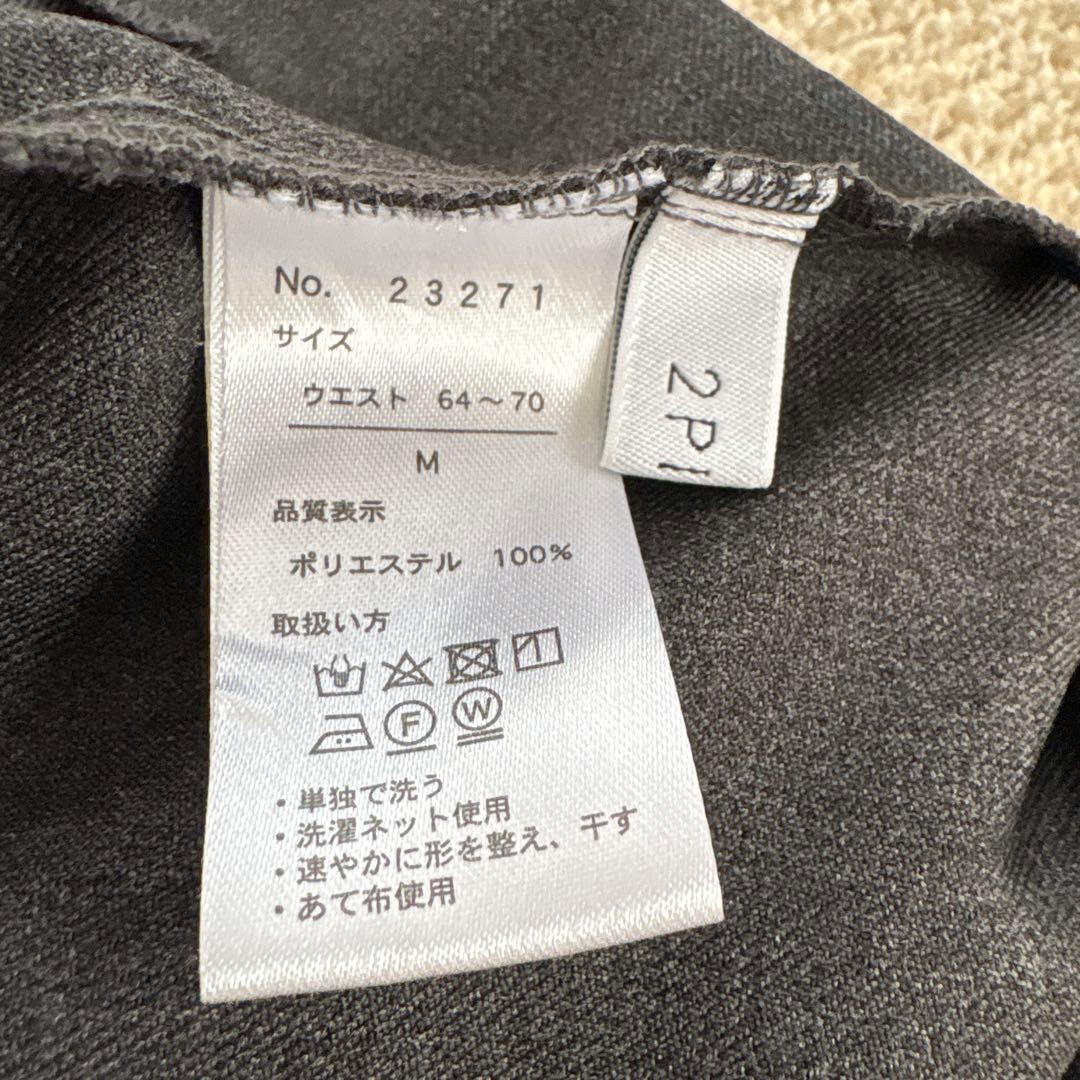 No. 23271
サイズ
ウエスト 64～70
M
品質表示
ポリエステル 100%
取扱い方
F W
・単独で洗う
・洗濯ネット使用
・速やかに形を整え、干す
・あて布使用
2PI